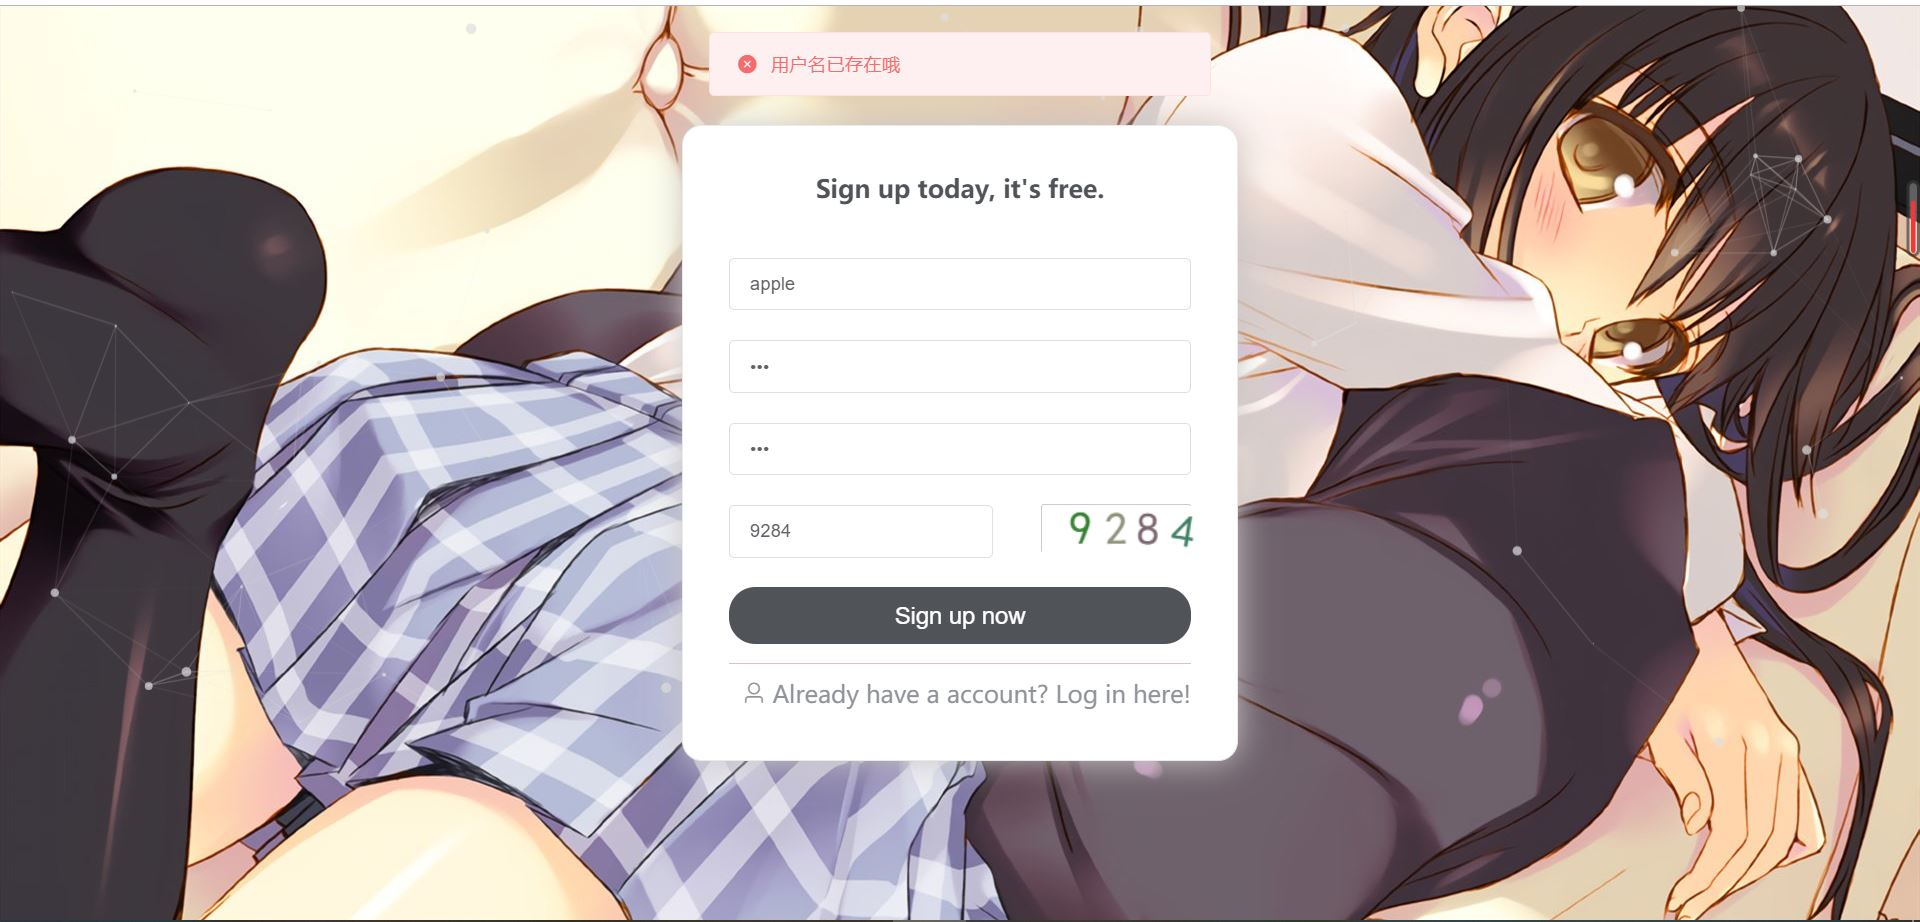 用户名已存在哦
Sign up today, it's free.
apple
•••
•••
9284
9284
Sign up now
Already have a account? Log in here!